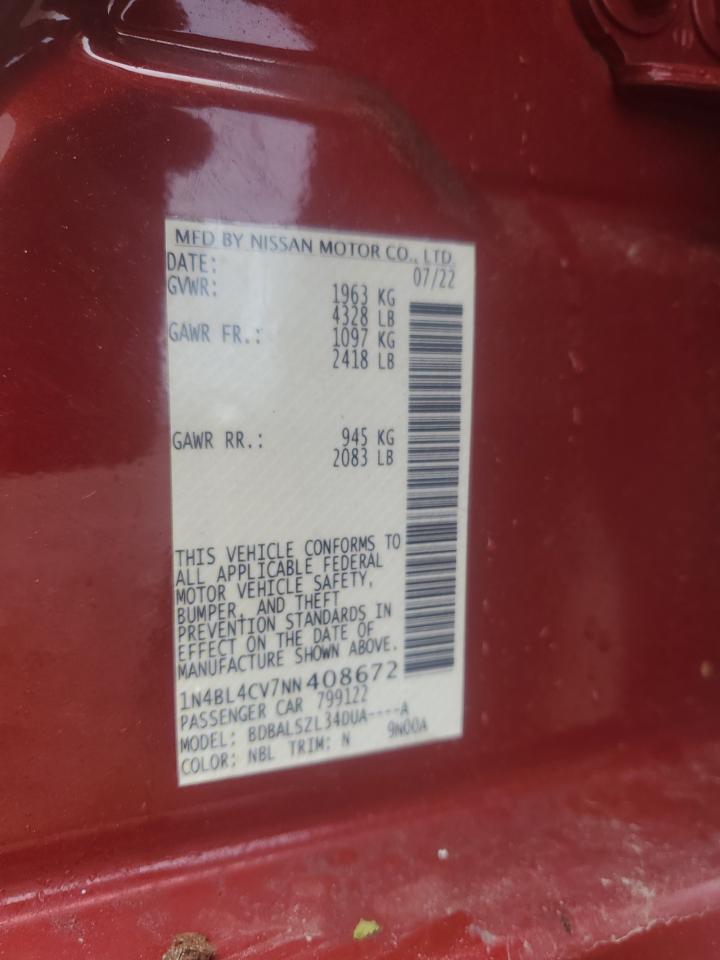 MFD BY NISSAN MOTOR CO., LTD.
DATE: 07/22
GVWR: 1963 KG
4328 LB
GAWR FR.: 1097 KG
2418 LB
GAWR RR.: 945 KG
2083 LB
THIS VEHICLE CONFORMS TO
ALL APPLICABLE FEDERAL
MOTOR VEHICLE SAFETY,
BUMPER, AND THEFT
PREVENTION STANDARDS IN
EFFECT ON THE DATE OF
MANUFACTURE SHOWN ABOVE.
1N4BL4CV7NN408672
PASSENGER CAR 799122
MODEL: BDBALSZL34DUA----A
COLOR: NBL TRIM: N 9N00A